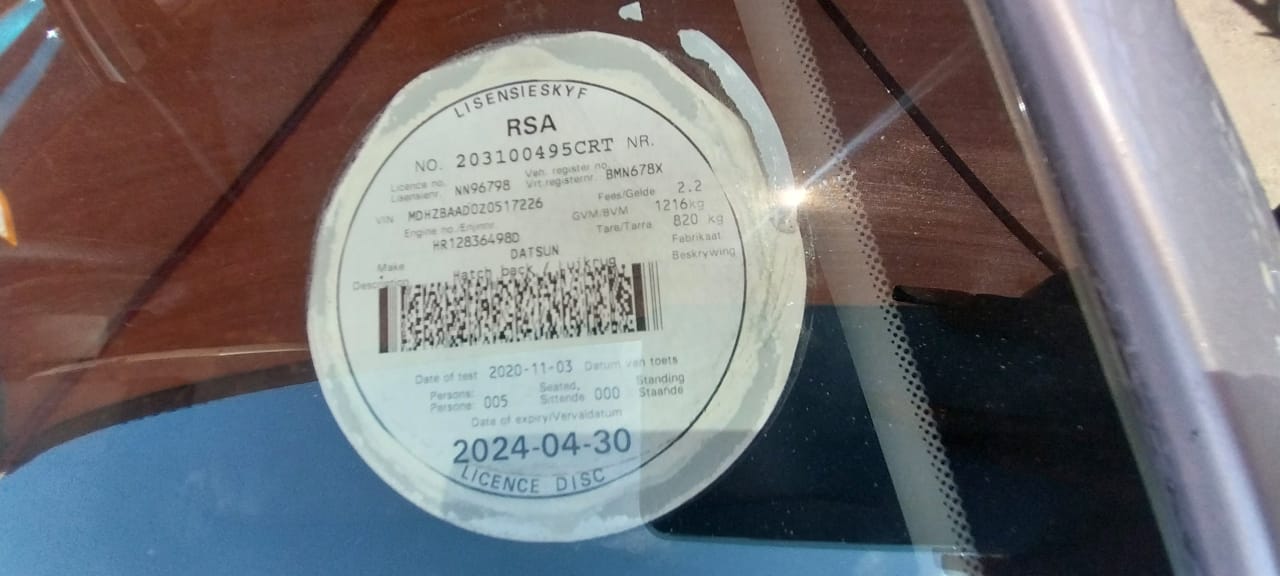 LISENSIESKYF
RSA
NO. 203100495CRT NR.
Licence no. Lisensienr. NN96798 Veh. register no. Vrt.registernr. BMN678X
VIN MDHZBAAD0Z0517226 Fees/Gelde 2.2
GVM/BVM 1216kg
Engine no./Enjinnr. HR12836498D Tare/Tarra 820 kg
Make DATSUN Fabrikaat
Description Hatch back / Luikrug Beskrywing
Date of test 2020-11-03 Datum van toets
Persons: Persone: 005 Seated, Sittende 000 Standing Staande
Date of expiry/Vervaldatum
2024-04-30
LICENCE DISC